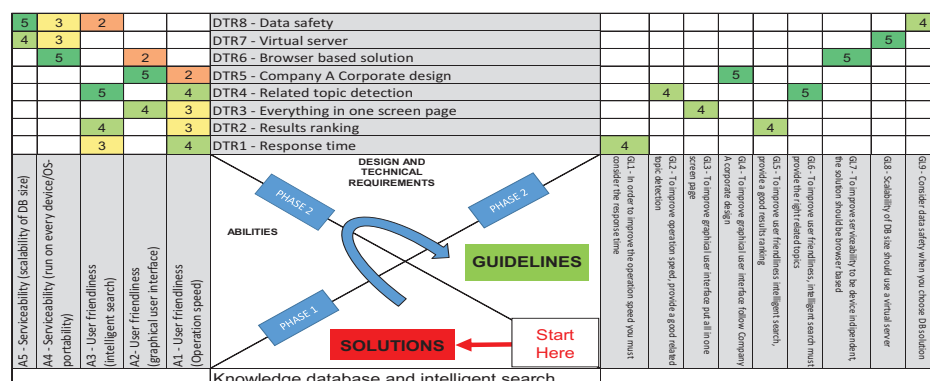 5 3 2 DTR8 - Data safety 4
4 3 DTR7 - Virtual server 5
5 2 DTR6 - Browser based solution 5
5 2 DTR5 - Company A Corporate design 5
5 4 DTR4 - Related topic detection 4 5
4 3 DTR3 - Everything in one screen page 4
4 3 DTR2 - Results ranking 4
3 4 DTR1 - Response time 4
A5 - Serviceability (scalability of DB size)
A4 - Serviceability (run on every device/OS-
portability)
A3 - User friendliness
(intelligent search)
A2- User friendliness
(graphical user interface)
A1 - User friendliness
(Operation speed)
DESIGN AND
TECHNICAL
REQUIREMENTS
PHASE 2
PHASE 2
ABILITIES
GUIDELINES
PHASE 1
SOLUTIONS
Start
Here
GL1 - In order to improve the operation speed you must
consider the response time
GL2 - To improve operation speed, provide a good related
topic detection
GL3 - To improve graphical user interface put all in one
screen page
GL4 - To improve graphical user interface follow Company
A corporate design
GL5 - To improve user friendliness intelligent search,
provide a good results ranking
GL6 - To improve user friendliness, intelligent search must
provide the right related topics
GL7 - To improve serviceability to be device independent,
the solution should be browser based
GL8 - Scalability of DB size should use a virtual server
GL9 - Consider data safety when you choose DB solution
Knowledge database and intelligent search